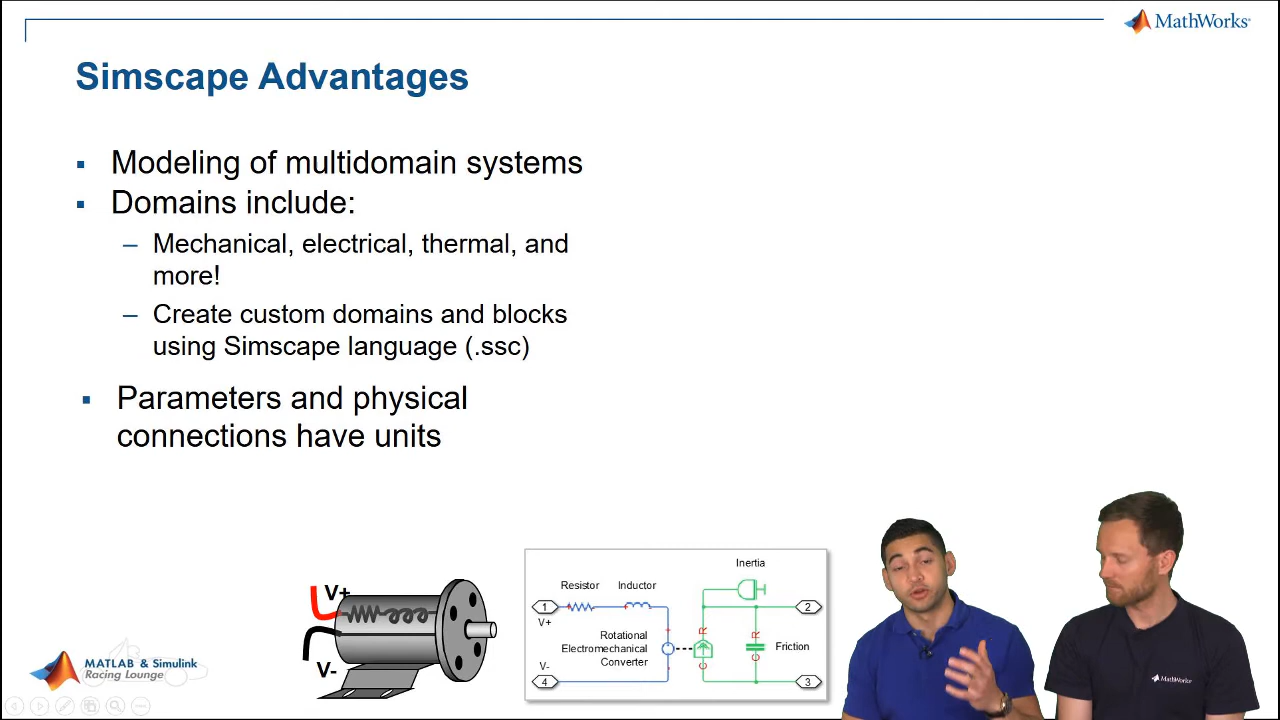 MathWorks®
Simscape Advantages
▪ Modeling of multidomain systems
▪ Domains include:
– Mechanical, electrical, thermal, and
more!
– Create custom domains and blocks
using Simscape language (.ssc)
▪ Parameters and physical
connections have units
V+
V-
Inertia
Resistor Inductor
1
V+
2
R
R
Rotational
Electromechanical
Converter
+
-
Friction
C
C
V-
4
3
MATLAB & Simulink
Racing Lounge
MathWorks